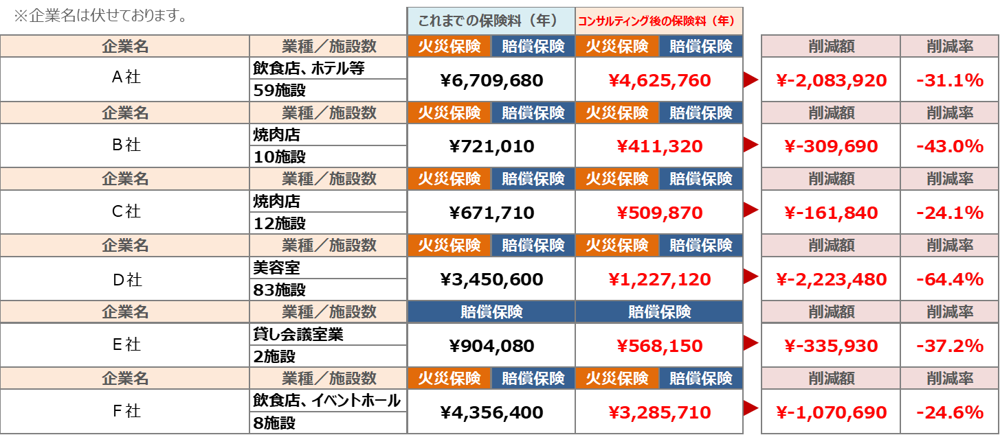 ※企業名は伏せております。
これまでの保険料（年） コンサルティング後の保険料（年）
企業名 業種／施設数 火災保険 賠償保険 火災保険 賠償保険 削減額 削減率
Ａ社 飲食店、ホテル等 ¥6,709,680 ¥4,625,760 ¥-2,083,920 -31.1%
59施設
企業名 業種／施設数 火災保険 賠償保険 火災保険 賠償保険 削減額 削減率
Ｂ社 焼肉店 ¥721,010 ¥411,320 ¥-309,690 -43.0%
10施設
企業名 業種／施設数 火災保険 賠償保険 火災保険 賠償保険 削減額 削減率
Ｃ社 焼肉店 ¥671,710 ¥509,870 ¥-161,840 -24.1%
12施設
企業名 業種／施設数 火災保険 賠償保険 火災保険 賠償保険 削減額 削減率
Ｄ社 美容室 ¥3,450,600 ¥1,227,120 ¥-2,223,480 -64.4%
83施設
企業名 業種／施設数 賠償保険 賠償保険 削減額 削減率
Ｅ社 貸し会議室業 ¥904,080 ¥568,150 ¥-335,930 -37.2%
2施設
企業名 業種／施設数 火災保険 賠償保険 火災保険 賠償保険 削減額 削減率
Ｆ社 飲食店、イベントホール ¥4,356,400 ¥3,285,710 ¥-1,070,690 -24.6%
8施設